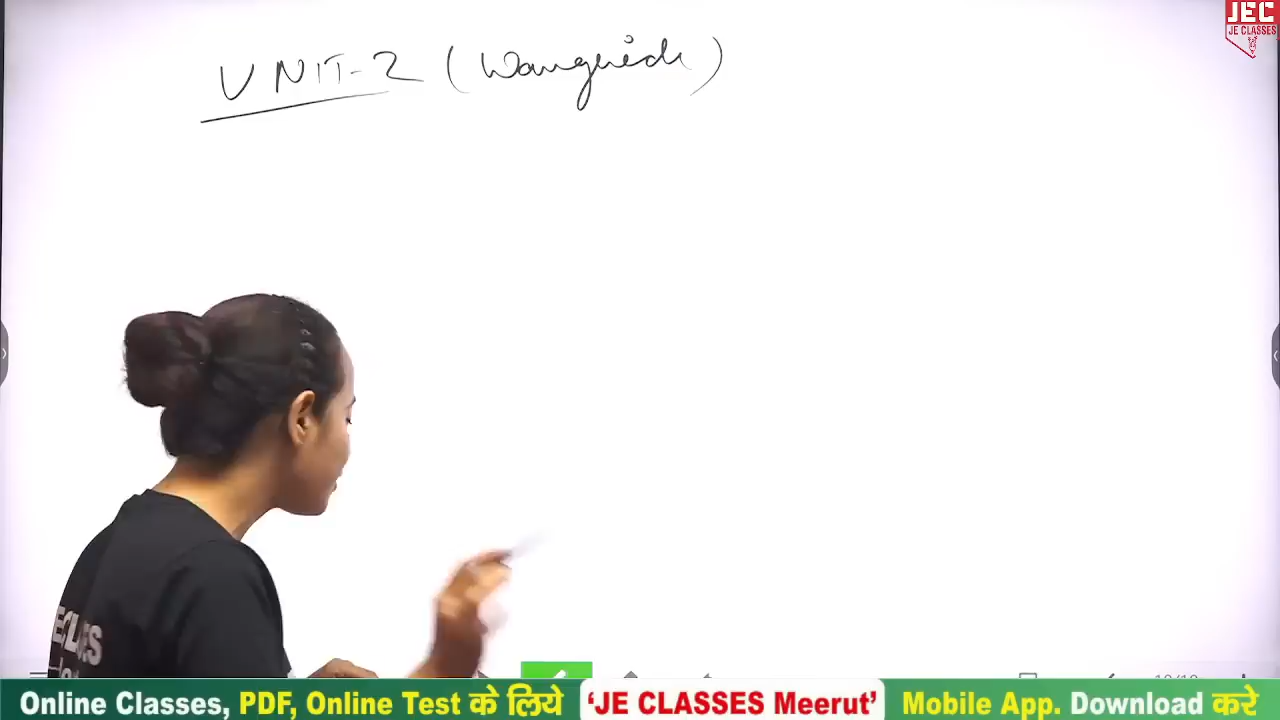 JEC
JE CLASSES
UNIT-2 (Waveguide)
Online Classes, PDF, Online Test के लिये 'JE CLASSES Meerut' Mobile App. Download करे